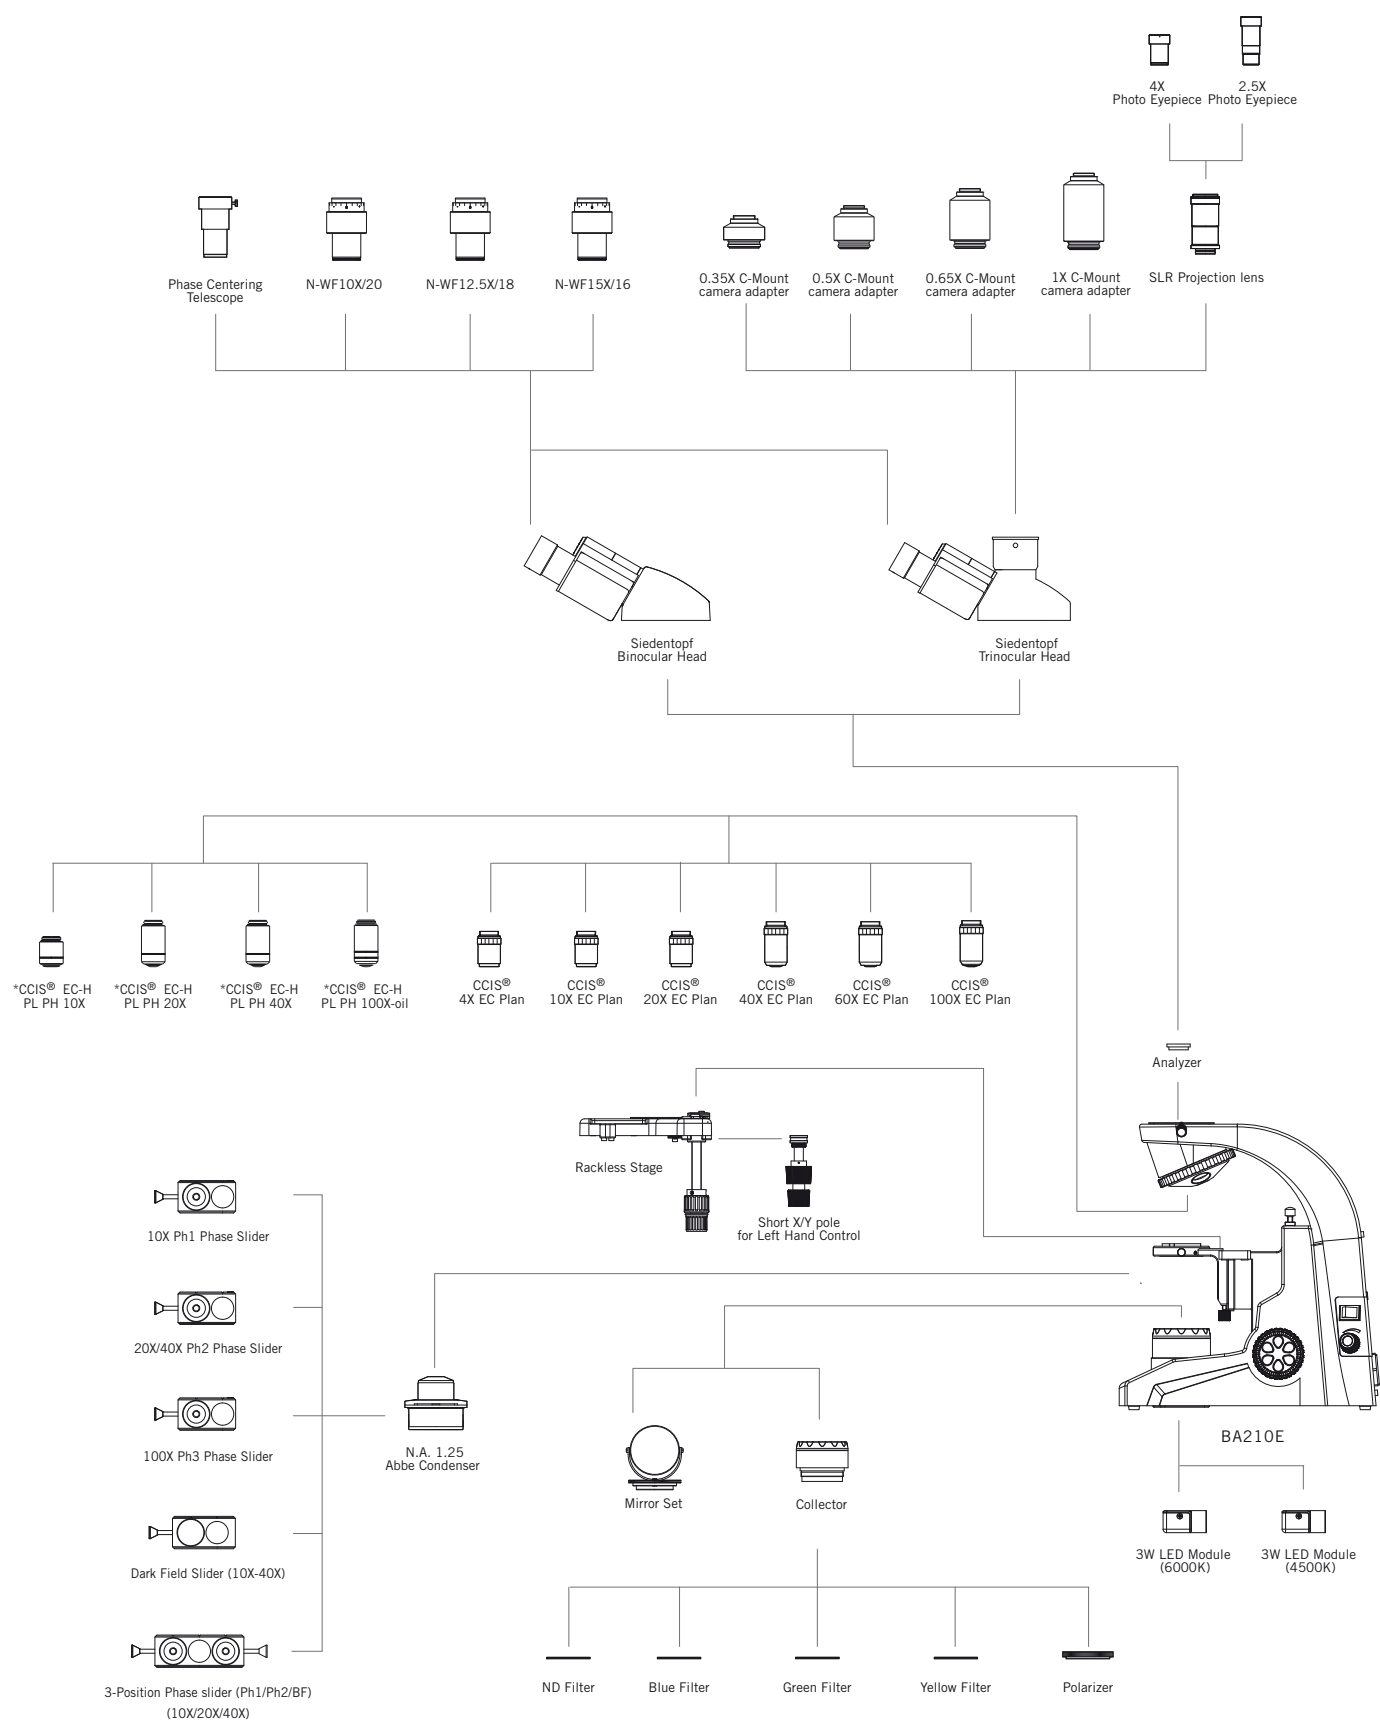 4X
Photo Eyepiece
2.5X
Photo Eyepiece
Phase Centering
Telescope
N-WF10X/20
N-WF12.5X/18
N-WF15X/16
0.35X C-Mount
camera adapter
0.5X C-Mount
camera adapter
0.65X C-Mount
camera adapter
1X C-Mount
camera adapter
SLR Projection lens
Siedentopf
Binocular Head
Siedentopf
Trinocular Head
*CCIS® EC-H
PL PH 10X
*CCIS® EC-H
PL PH 20X
*CCIS® EC-H
PL PH 40X
*CCIS® EC-H
PL PH 100X-oil
CCIS®
4X EC Plan
CCIS®
10X EC Plan
CCIS®
20X EC Plan
CCIS®
40X EC Plan
CCIS®
60X EC Plan
CCIS®
100X EC Plan
Analyzer
Rackless Stage
Short X/Y pole
for Left Hand Control
10X Ph1 Phase Slider
20X/40X Ph2 Phase Slider
100X Ph3 Phase Slider
Dark Field Slider (10X-40X)
3-Position Phase slider (Ph1/Ph2/BF)
(10X/20X/40X)
N.A. 1.25
Abbe Condenser
Mirror Set
Collector
BA210E
3W LED Module
(6000K)
3W LED Module
(4500K)
ND Filter
Blue Filter
Green Filter
Yellow Filter
Polarizer